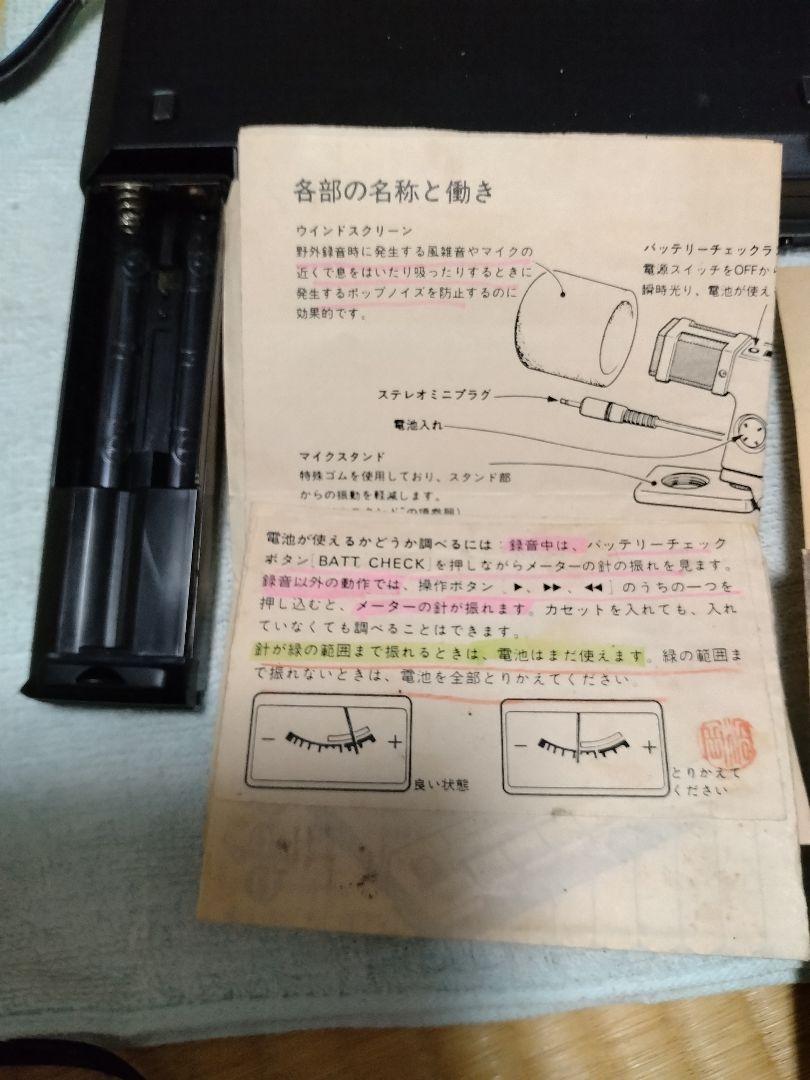 各部の名称と働き
ウインドスクリーン
野外録音時に発生する風雑音やマイクの
近くで息をはいたり吸ったりするときに
発生するポップノイズを防止するのに
効果的です。
バッテリーチェックラ
電源スイッチをOFFか
瞬時光り、電池が使え
ステレオミニプラグ
電池入れ
マイクスタンド
特殊ゴムを使用しており、スタンド部
からの振動を軽減します。
電池が使えるかどうか調べるには:録音中は、バッテリーチェック
ボタン[BATT CHECK]を押しながらメーターの針の振れを見ます。
録音以外の動作では、操作ボタン[▶、▶▶、◀◀]のうちの一つを
押し込むと、メーターの針が振れます。カセットを入れても、入れ
ていなくても調べることはできます。
針が緑の範囲まで振れるときは、電池はまだ使えます。緑の範囲ま
で振れないときは、電池を全部とりかえてください。
− +
良い状態
− +
とりかえて
ください